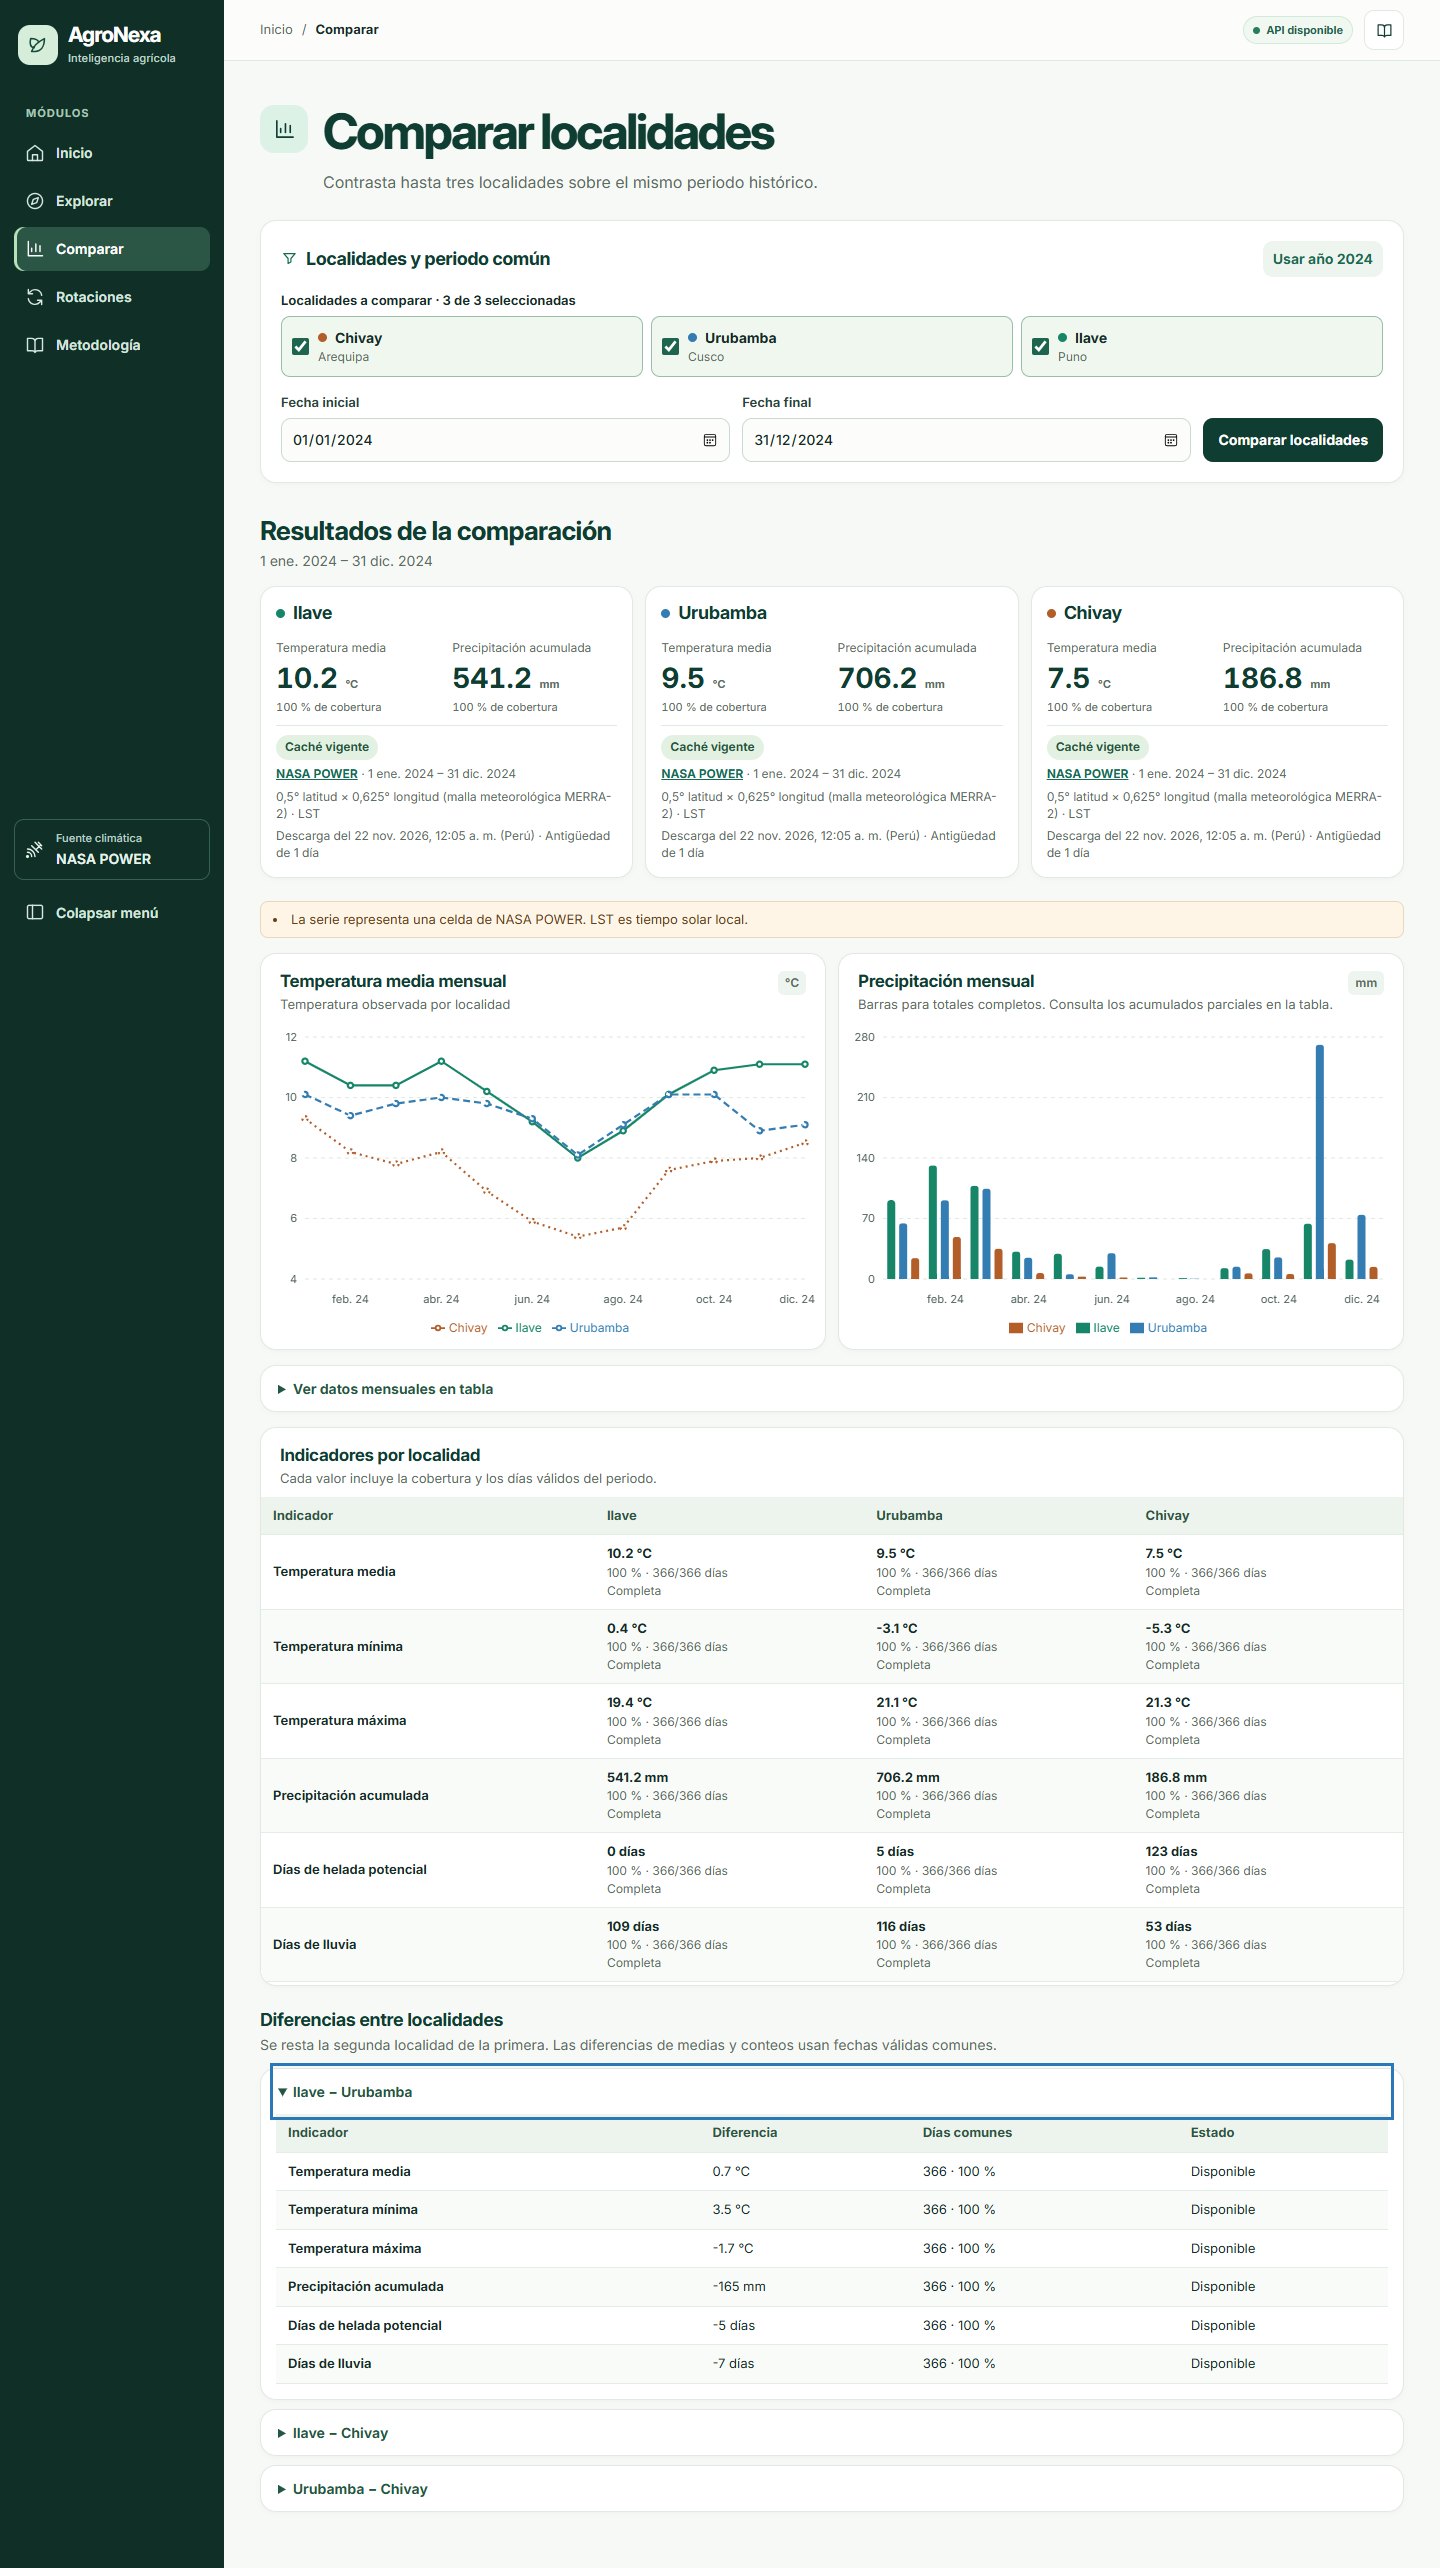 AgroNexa
Inteligencia agrícola
MÓDULOS
Inicio
Explorar
Comparar
Rotaciones
Metodología
Fuente climática
NASA POWER
Colapsar menú
Inicio / Comparar
API disponible
Comparar localidades
Contrasta hasta tres localidades sobre el mismo periodo histórico.
Localidades y periodo común
Usar año 2024
Localidades a comparar · 3 de 3 seleccionadas
Chivay
Arequipa
Urubamba
Cusco
Ilave
Puno
Fecha inicial
01/01/2024
Fecha final
31/12/2024
Comparar localidades
Resultados de la comparación
1 ene. 2024 – 31 dic. 2024
Ilave
Temperatura media
10.2 °C
100 % de cobertura
Precipitación acumulada
541.2 mm
100 % de cobertura
Caché vigente
NASA POWER · 1 ene. 2024 – 31 dic. 2024
0,5° latitud × 0,625° longitud (malla meteorológica MERRA-
2) · LST
Descarga del 22 nov. 2026, 12:05 a. m. (Perú) · Antigüedad
de 1 día
Urubamba
Temperatura media
9.5 °C
100 % de cobertura
Precipitación acumulada
706.2 mm
100 % de cobertura
Caché vigente
NASA POWER · 1 ene. 2024 – 31 dic. 2024
0,5° latitud × 0,625° longitud (malla meteorológica MERRA-
2) · LST
Descarga del 22 nov. 2026, 12:05 a. m. (Perú) · Antigüedad
de 1 día
Chivay
Temperatura media
7.5 °C
100 % de cobertura
Precipitación acumulada
186.8 mm
100 % de cobertura
Caché vigente
NASA POWER · 1 ene. 2024 – 31 dic. 2024
0,5° latitud × 0,625° longitud (malla meteorológica MERRA-
2) · LST
Descarga del 22 nov. 2026, 12:05 a. m. (Perú) · Antigüedad
de 1 día
• La serie representa una celda de NASA POWER. LST es tiempo solar local.
Temperatura media mensual
°C
Temperatura observada por localidad
12
10
8
6
4
feb. 24 abr. 24 jun. 24 ago. 24 oct. 24 dic. 24
Chivay Ilave Urubamba
Precipitación mensual
mm
Barras para totales completos. Consulta los acumulados parciales en la tabla.
280
210
140
70
0
feb. 24 abr. 24 jun. 24 ago. 24 oct. 24 dic. 24
Chivay Ilave Urubamba
Ver datos mensuales en tabla
Indicadores por localidad
Cada valor incluye la cobertura y los días válidos del periodo.
Indicador Ilave Urubamba Chivay
Temperatura media
10.2 °C 9.5 °C 7.5 °C
100 % · 366/366 días 100 % · 366/366 días 100 % · 366/366 días
Completa Completa Completa
Temperatura mínima
0.4 °C -3.1 °C -5.3 °C
100 % · 366/366 días 100 % · 366/366 días 100 % · 366/366 días
Completa Completa Completa
Temperatura máxima
19.4 °C 21.1 °C 21.3 °C
100 % · 366/366 días 100 % · 366/366 días 100 % · 366/366 días
Completa Completa Completa
Precipitación acumulada
541.2 mm 706.2 mm 186.8 mm
100 % · 366/366 días 100 % · 366/366 días 100 % · 366/366 días
Completa Completa Completa
Días de helada potencial
0 días 5 días 123 días
100 % · 366/366 días 100 % · 366/366 días 100 % · 366/366 días
Completa Completa Completa
Días de lluvia
109 días 116 días 53 días
100 % · 366/366 días 100 % · 366/366 días 100 % · 366/366 días
Completa Completa Completa
Diferencias entre localidades
Se resta la segunda localidad de la primera. Las diferencias de medias y conteos usan fechas válidas comunes.
Ilave – Urubamba
Indicador Diferencia Días comunes Estado
Temperatura media 0.7 °C 366 · 100 % Disponible
Temperatura mínima 3.5 °C 366 · 100 % Disponible
Temperatura máxima -1.7 °C 366 · 100 % Disponible
Precipitación acumulada -165 mm 366 · 100 % Disponible
Días de helada potencial -5 días 366 · 100 % Disponible
Días de lluvia -7 días 366 · 100 % Disponible
Ilave – Chivay
Urubamba – Chivay